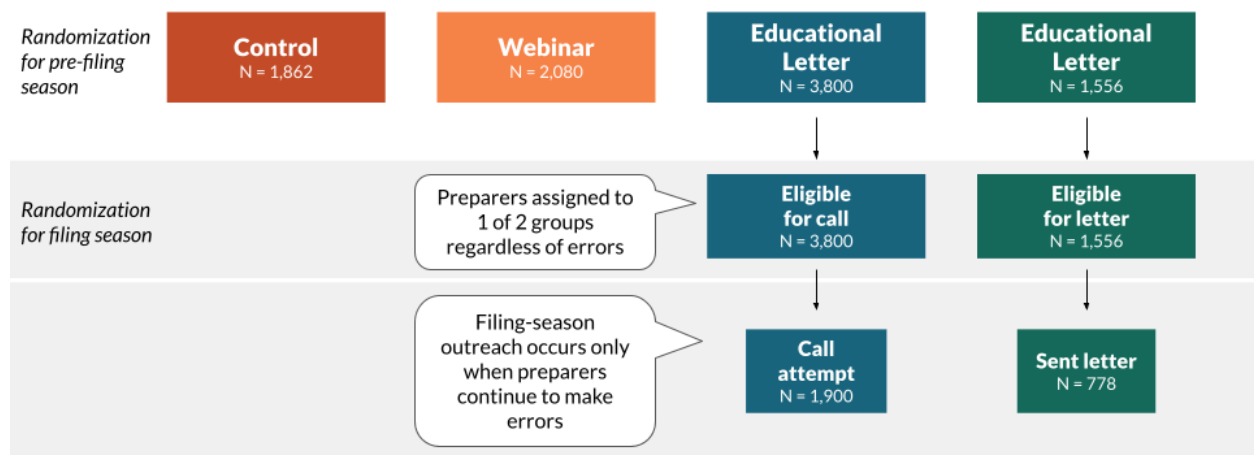 Randomization
for pre-filing
season
Control
N = 1,862
Webinar
N = 2,080
Educational
Letter
N = 3,800
Educational
Letter
N = 1,556
Randomization
for filing season
Preparers assigned to
1 of 2 groups
regardless of errors
Eligible
for call
N = 3,800
Eligible
for letter
N = 1,556
Filing-season
outreach occurs only
when preparers
continue to make
errors
Call
attempt
N = 1,900
Sent letter
N = 778